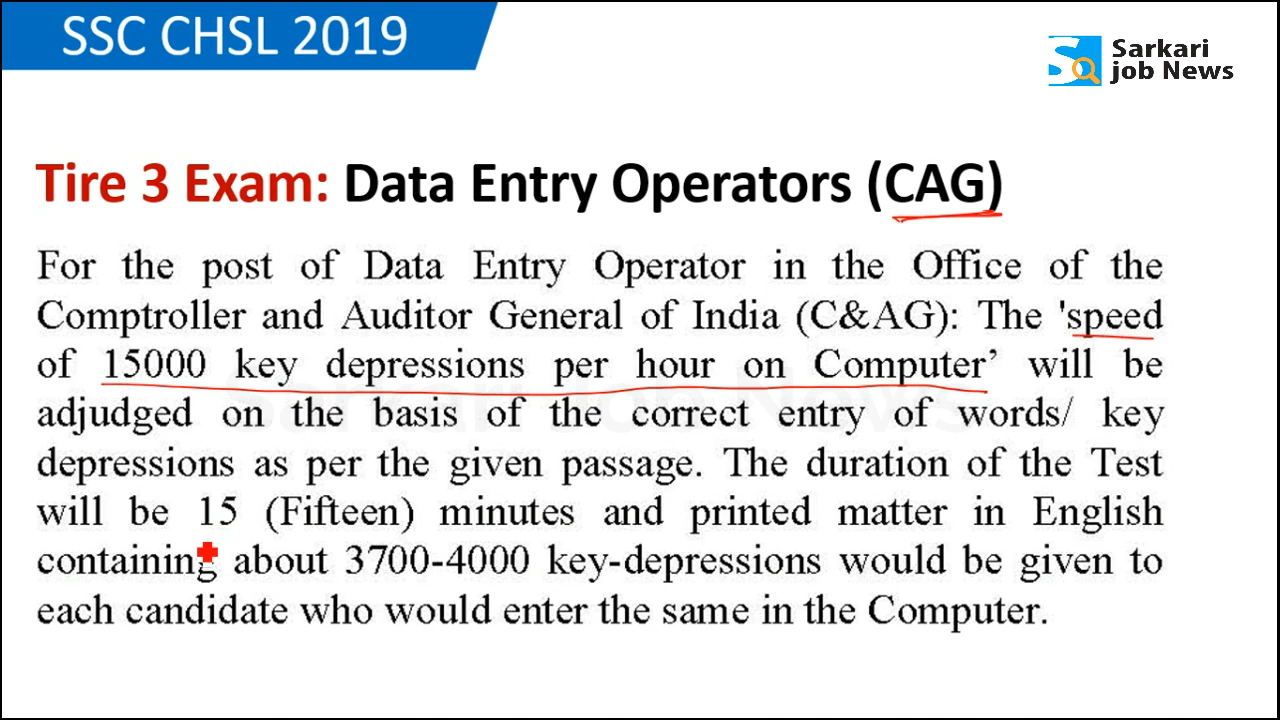 SSC CHSL 2019
Sarkari
job News
Tire 3 Exam: Data Entry Operators (CAG)
For the post of Data Entry Operator in the Office of the
Comptroller and Auditor General of India (C&AG): The 'speed
of 15000 key depressions per hour on Computer’ will be
adjudged on the basis of the correct entry of words/ key
depressions as per the given passage. The duration of the Test
will be 15 (Fifteen) minutes and printed matter in English
containing about 3700-4000 key-depressions would be given to
each candidate who would enter the same in the Computer.
Sarkari Job News